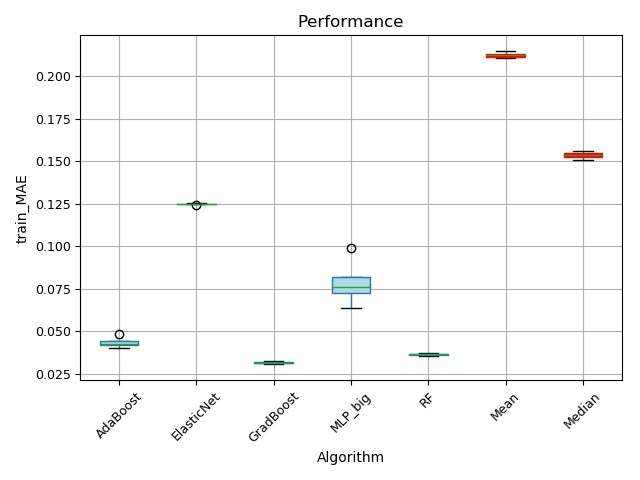 Performance
train_MAE
0.200
0.175
0.150
0.125
0.100
0.075
0.050
0.025
AdaBoost
ElasticNet
GradBoost
MLP_big
RF
Mean
Median
Algorithm